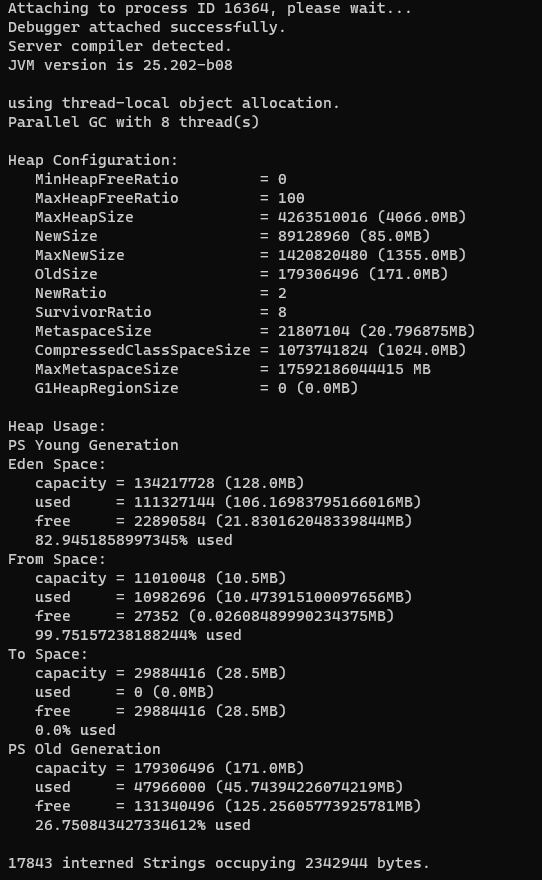 Attaching to process ID 16364, please wait...
Debugger attached successfully.
Server compiler detected.
JVM version is 25.202-b08

using thread-local object allocation.
Parallel GC with 8 thread(s)

Heap Configuration:
   MinHeapFreeRatio         = 0
   MaxHeapFreeRatio         = 100
   MaxHeapSize              = 4263510016 (4066.0MB)
   NewSize                  = 89128960 (85.0MB)
   MaxNewSize               = 1420820480 (1355.0MB)
   OldSize                  = 179306496 (171.0MB)
   NewRatio                 = 2
   SurvivorRatio            = 8
   MetaspaceSize            = 21807104 (20.796875MB)
   CompressedClassSpaceSize = 1073741824 (1024.0MB)
   MaxMetaspaceSize         = 17592186044415 MB
   G1HeapRegionSize         = 0 (0.0MB)

Heap Usage:
PS Young Generation
Eden Space:
   capacity = 134217728 (128.0MB)
   used     = 111327144 (106.16983795166016MB)
   free     = 22890584 (21.830162048339844MB)
   82.9451858997345% used
From Space:
   capacity = 11010048 (10.5MB)
   used     = 10982696 (10.473915100097656MB)
   free     = 27352 (0.02608489990234375MB)
   99.75157238188244% used
To Space:
   capacity = 29884416 (28.5MB)
   used     = 0 (0.0MB)
   free     = 29884416 (28.5MB)
   0.0% used
PS Old Generation
   capacity = 179306496 (171.0MB)
   used     = 47966000 (45.74394226074219MB)
   free     = 131340496 (125.25605773925781MB)
   26.750843427334612% used

17843 interned Strings occupying 2342944 bytes.